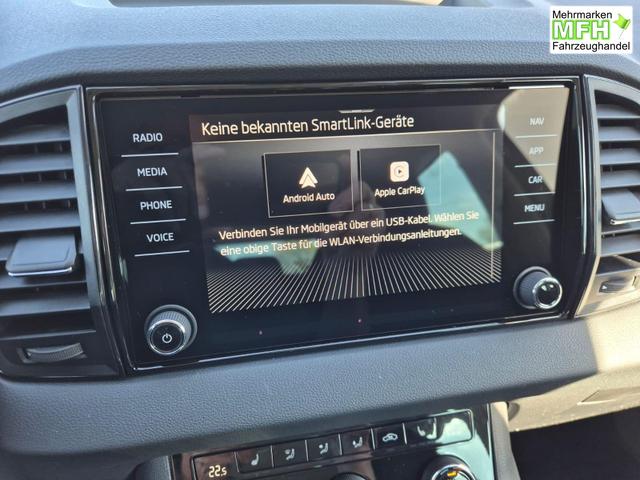 Mehrmarken
MFH
Fahrzeughandel
Keine bekannten SmartLink-Geräte
RADIO
MEDIA
PHONE
VOICE
NAV
APP
CAR
MENU
Android Auto
Apple CarPlay
Verbinden Sie Ihr Mobilgerät über ein USB-Kabel. Wählen Sie
eine obige Taste für die WLAN-Verbindungsanleitungen.
22.5